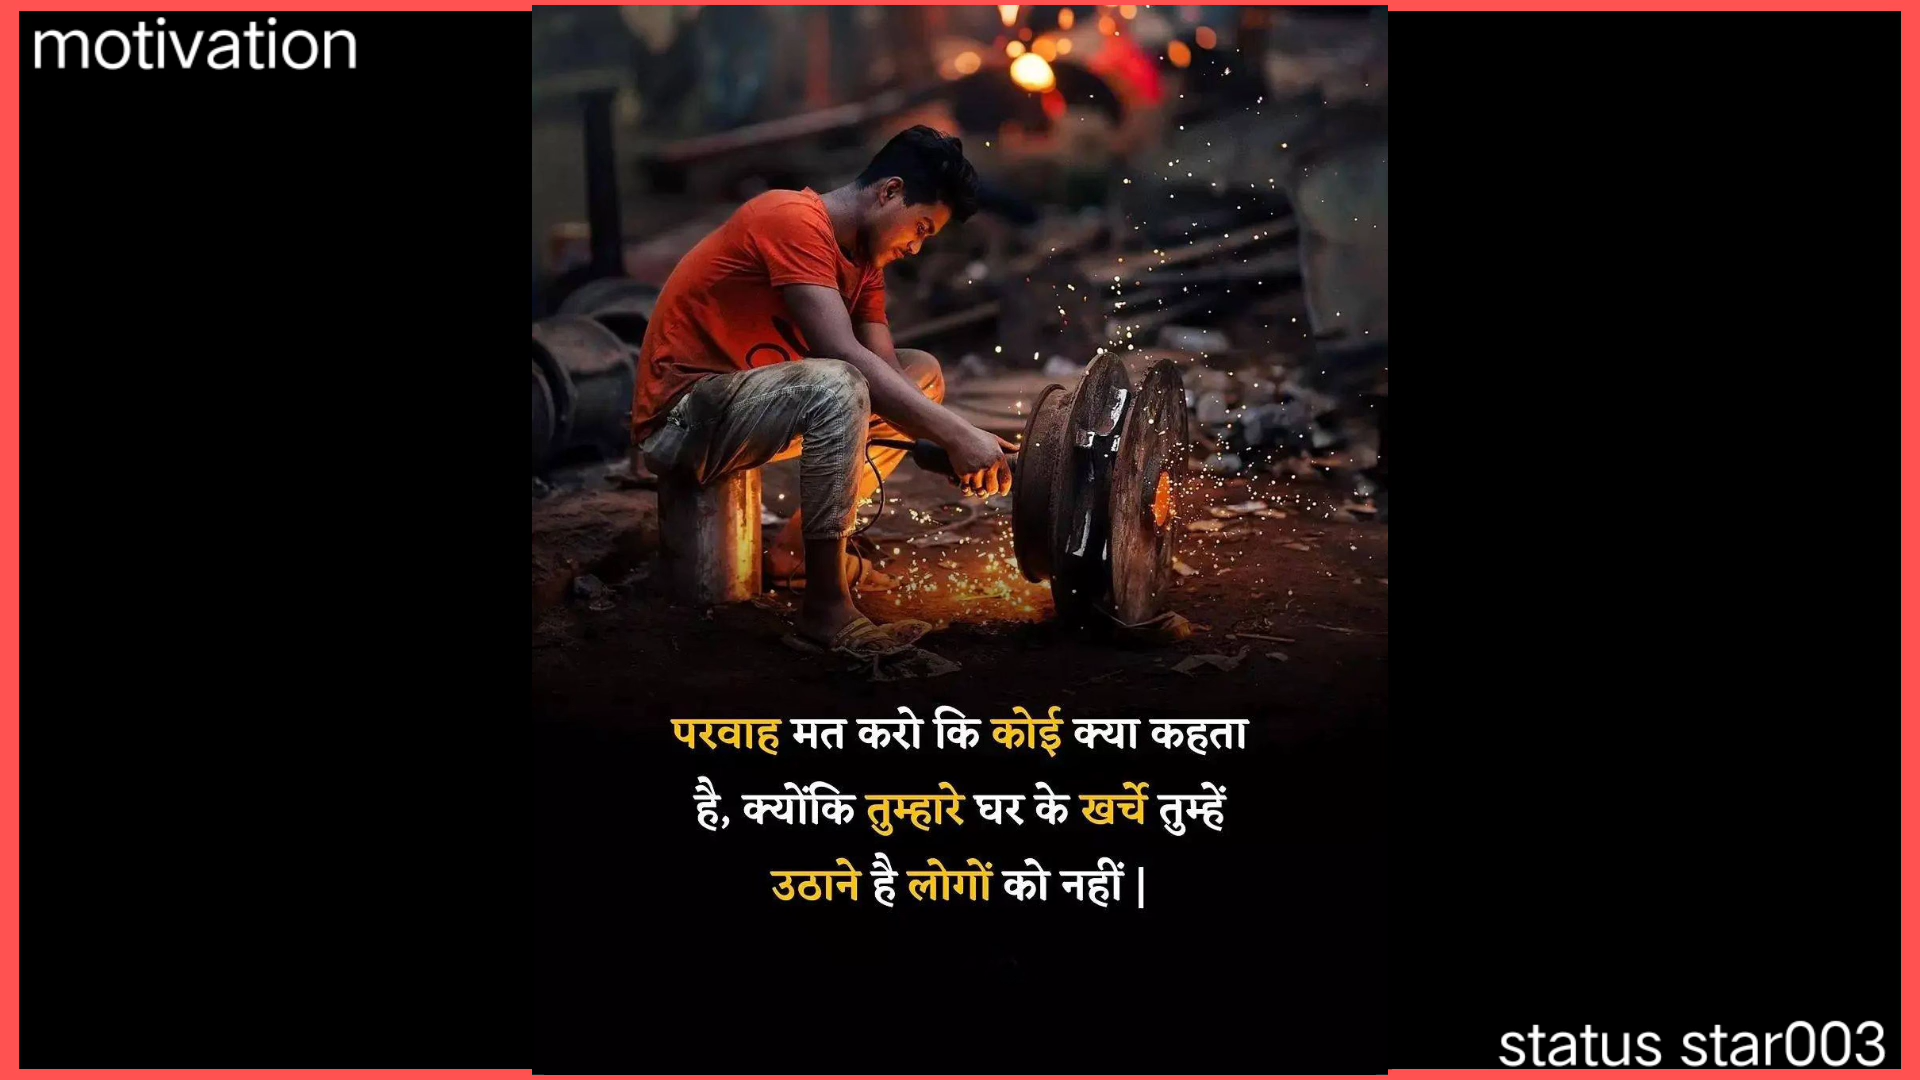 motivation
परवाह मत करो कि कोई क्या कहता
है, क्योंकि तुम्हारे घर के खर्चे तुम्हें
उठाने है लोगों को नहीं |
status star003